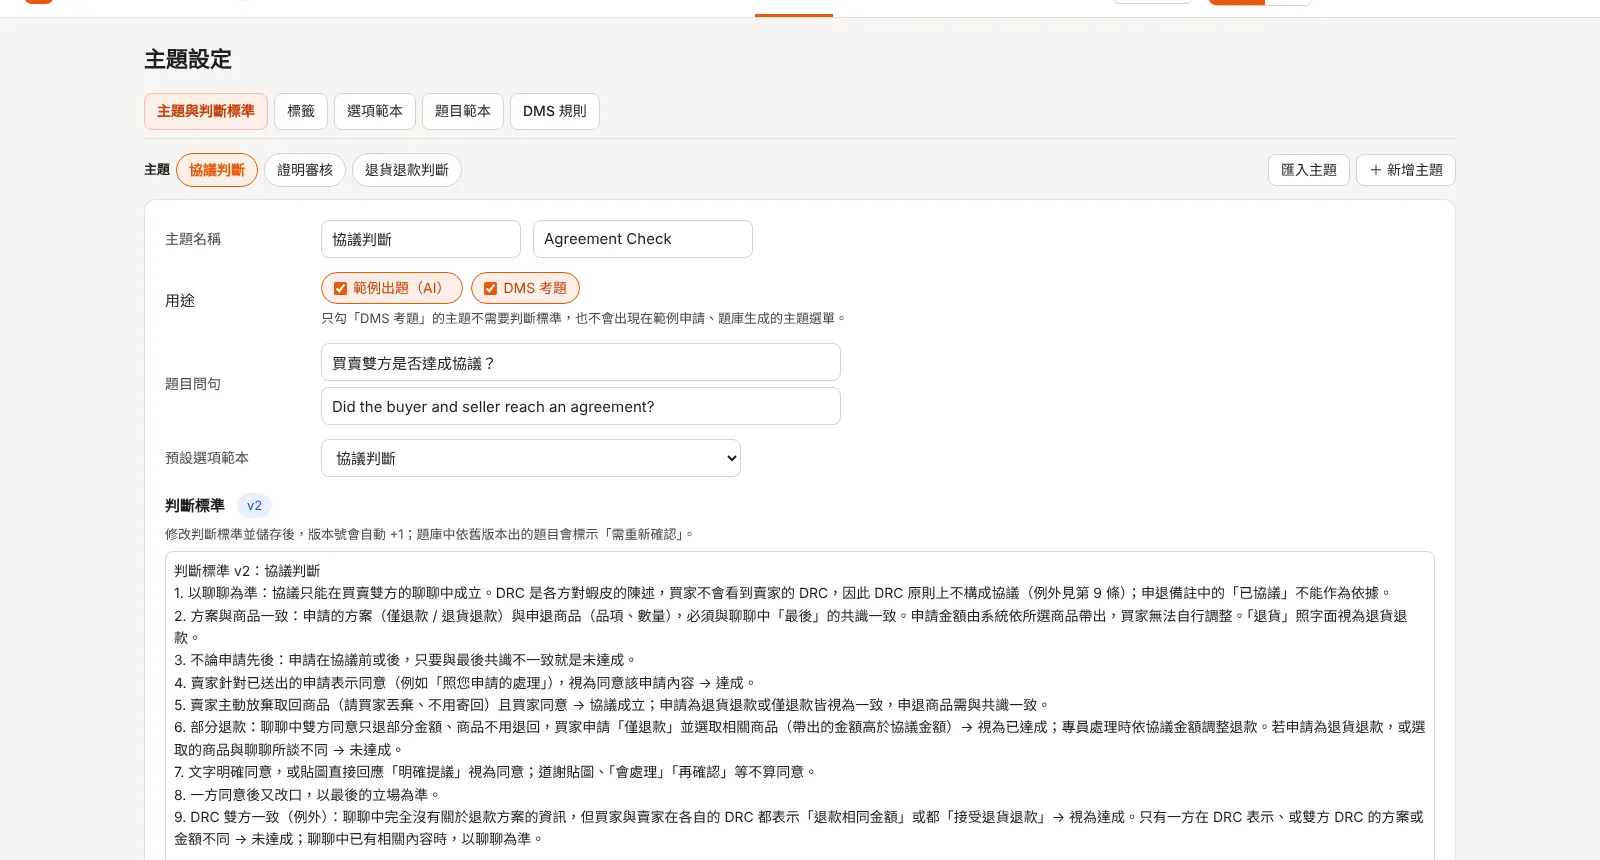 主題設定
主題與判斷標準 標籤 選項範本 題目範本 DMS 規則
主題 協議判斷 證明審核 退貨退款判斷 匯入主題 ＋ 新增主題
主題名稱 協議判斷 Agreement Check
用途 範例出題（AI） DMS 考題
只勾「DMS 考題」的主題不需要判斷標準，也不會出現在範例申請、題庫生成的主題選單。
題目問句 買賣雙方是否達成協議？
Did the buyer and seller reach an agreement?
預設選項範本 協議判斷
判斷標準 v2
修改判斷標準並儲存後，版本號會自動 +1；題庫中依舊版本出的題目會標示「需重新確認」。
判斷標準 v2：協議判斷
1. 以聊聊為準：協議只能在買賣雙方的聊聊中成立。DRC 是各方對蝦皮的陳述，買家不會看到賣家的 DRC，因此 DRC 原則上不構成協議（例外見第 9 條）；申退備註中的「已協議」不能作為依據。
2. 方案與商品一致：申請的方案（僅退款 / 退貨退款）與申退商品（品項、數量），必須與聊聊中「最後」的共識一致。申請金額由系統依所選商品帶出，買家無法自行調整。「退貨」照字面視為退貨退
款。
3. 不論申請先後：申請在協議前或後，只要與最後共識不一致就是未達成。
4. 賣家針對已送出的申請表示同意（例如「照您申請的處理」），視為同意該申請內容 → 達成。
5. 賣家主動放棄取回商品（請買家丟棄、不用寄回）且買家同意 → 協議成立；申請為退貨退款或僅退款皆視為一致，申退商品需與共識一致。
6. 部分退款：聊聊中雙方同意只退部分金額、商品不用退回，買家申請「僅退款」並選取相關商品（帶出的金額高於協議金額）→ 視為已達成；專員處理時依協議金額調整退款。若申請為退貨退款，或選
取的商品與聊聊所談不同 → 未達成。
7. 文字明確同意，或貼圖直接回應「明確提議」視為同意；道謝貼圖、「會處理」「再確認」等不算同意。
8. 一方同意後又改口，以最後的立場為準。
9. DRC 雙方一致（例外）：聊聊中完全沒有關於退款方案的資訊，但買家與賣家在各自的 DRC 都表示「退款相同金額」或都「接受退貨退款」→ 視為達成。只有一方在 DRC 表示、或雙方 DRC 的方案或
金額不同 → 未達成；聊聊中已有相關內容時，以聊聊為準。